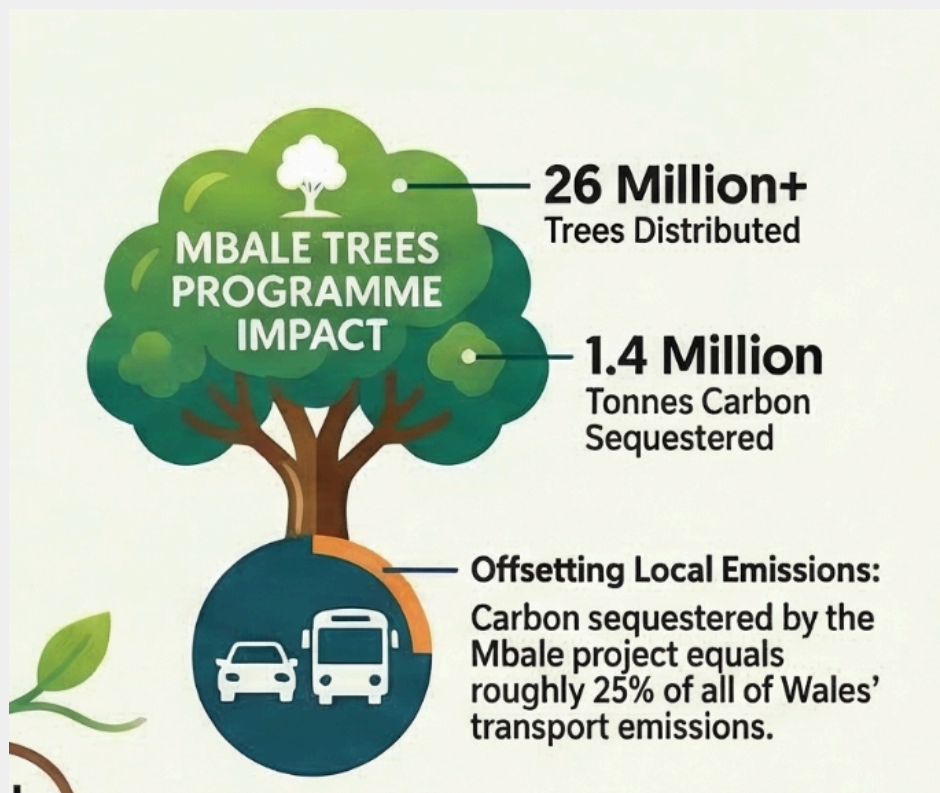 MBALE TREES
PROGRAMME
IMPACT
26 Million+
Trees Distributed
1.4 Million
Tonnes Carbon
Sequestered
Offsetting Local Emissions:
Carbon sequestered by the
Mbale project equals
roughly 25% of all of Wales’
transport emissions.